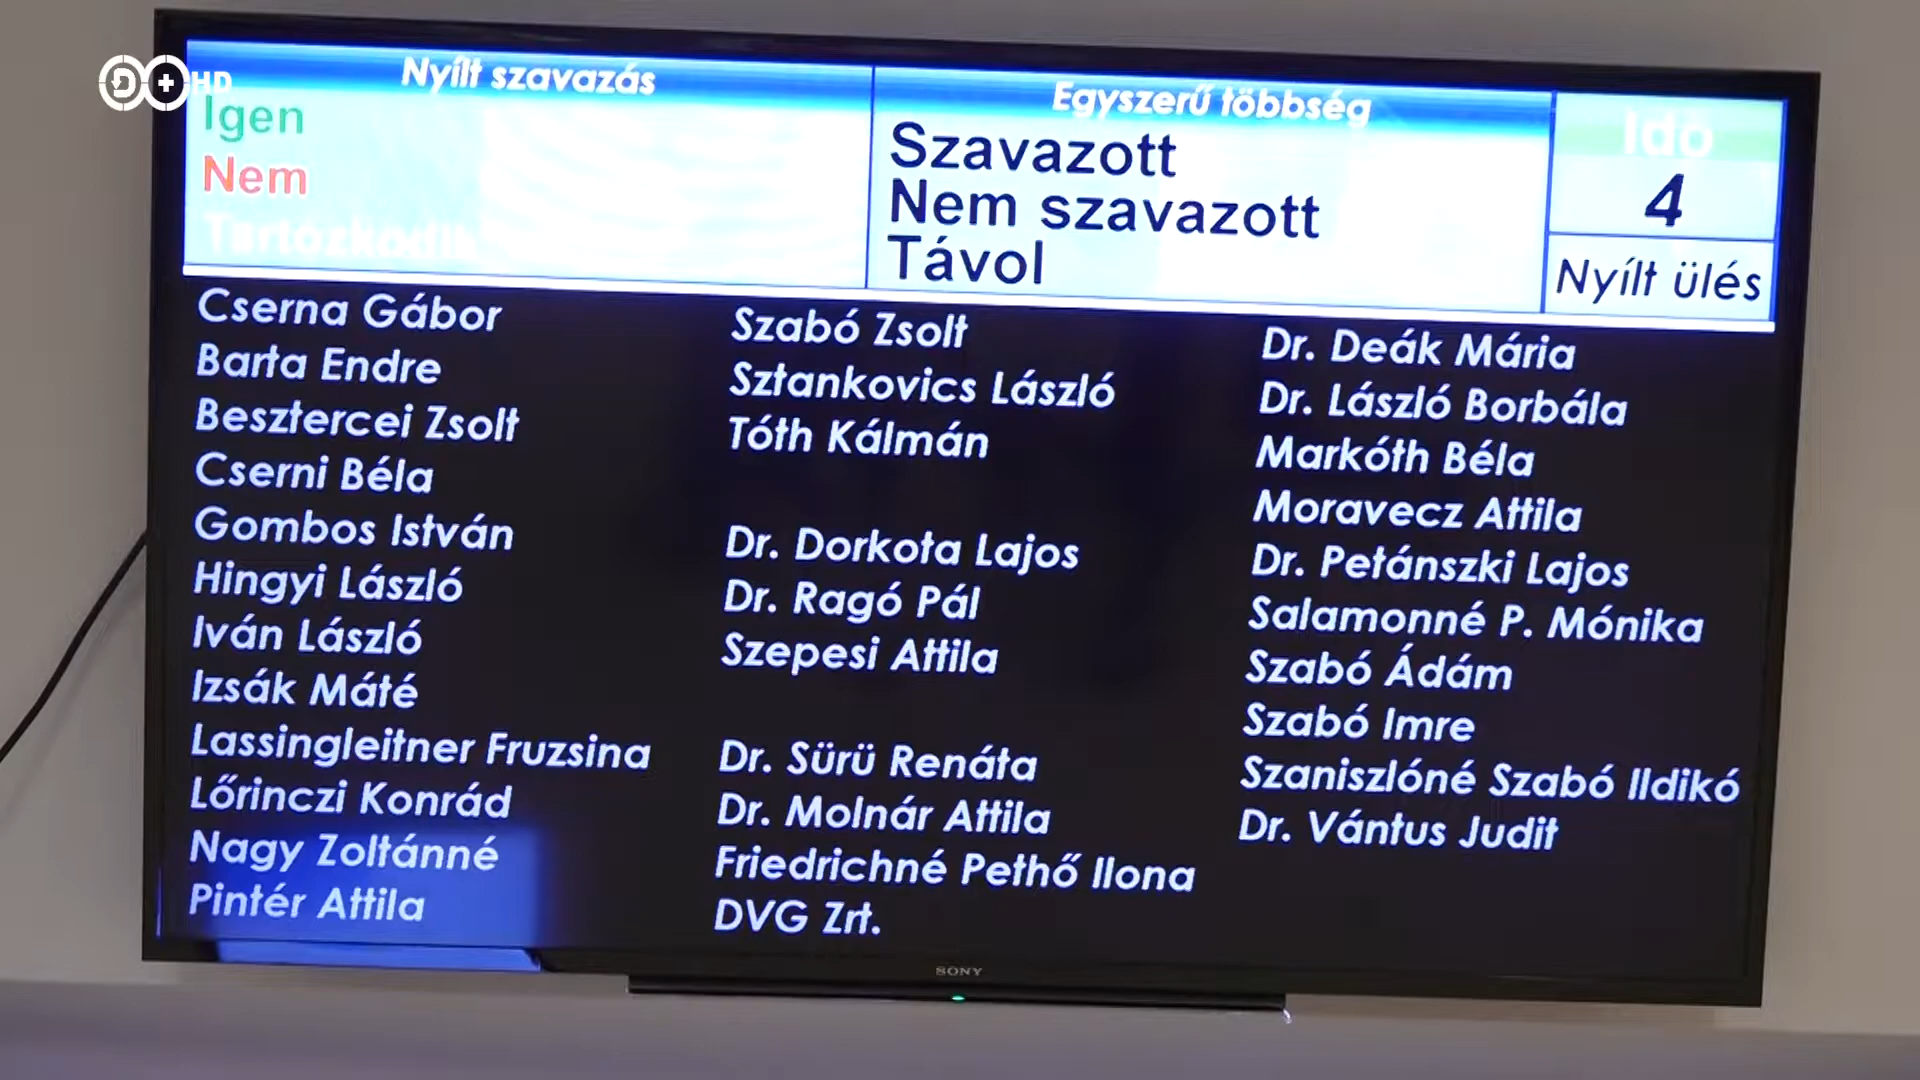 D+HD
Nyílt szavazás
Igen
Nem
Tartózkodik
Egyszerű többség
Szavazott
Nem szavazott
Távol
Idő
4
Nyílt ülés
Cserna Gábor
Barta Endre
Besztercei Zsolt
Cserni Béla
Gombos István
Hingyi László
Iván László
Izsák Máté
Lassingleitner Fruzsina
Lőrinczi Konrád
Nagy Zoltánné
Pintér Attila
Szabó Zsolt
Sztankovics László
Tóth Kálmán
Dr. Dorkota Lajos
Dr. Ragó Pál
Szepesi Attila
Dr. Sürü Renáta
Dr. Molnár Attila
Friedrichné Pethő Ilona
DVG Zrt.
Dr. Deák Mária
Dr. László Borbála
Markóth Béla
Moravecz Attila
Dr. Petánszki Lajos
Salamonné P. Mónika
Szabó Ádám
Szabó Imre
Szaniszlóné Szabó Ildikó
Dr. Vántus Judit
SONY